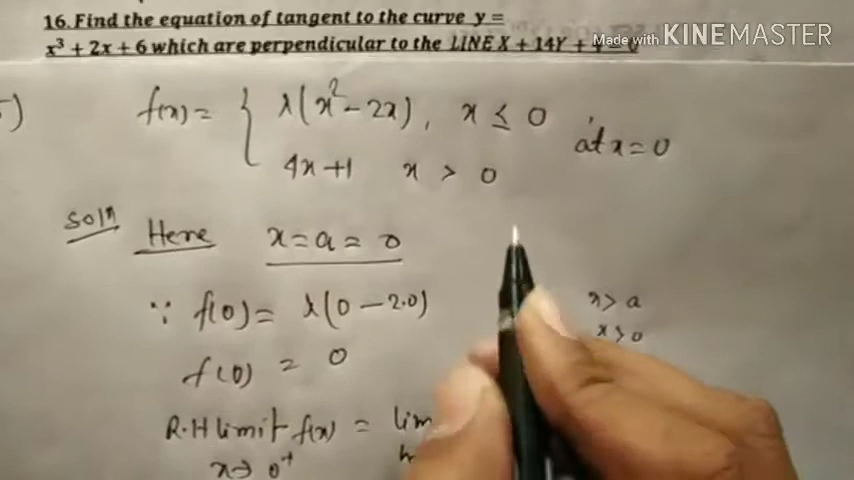 16. Find the equation of tangent to the curve y =
x³ + 2x + 6 which are perpendicular to the LINE X + 14Y +
Made with KINEMASTER
f(x) = { λ(x² - 2x), x ≤ 0 at x = 0
4x + 1 x > 0
Solⁿ Here x = a = 0
∵ f(0) = λ(0 - 2.0)
x > a
x > 0
f(0) = 0
R.H limit f(x) = lim
x → 0⁺ h